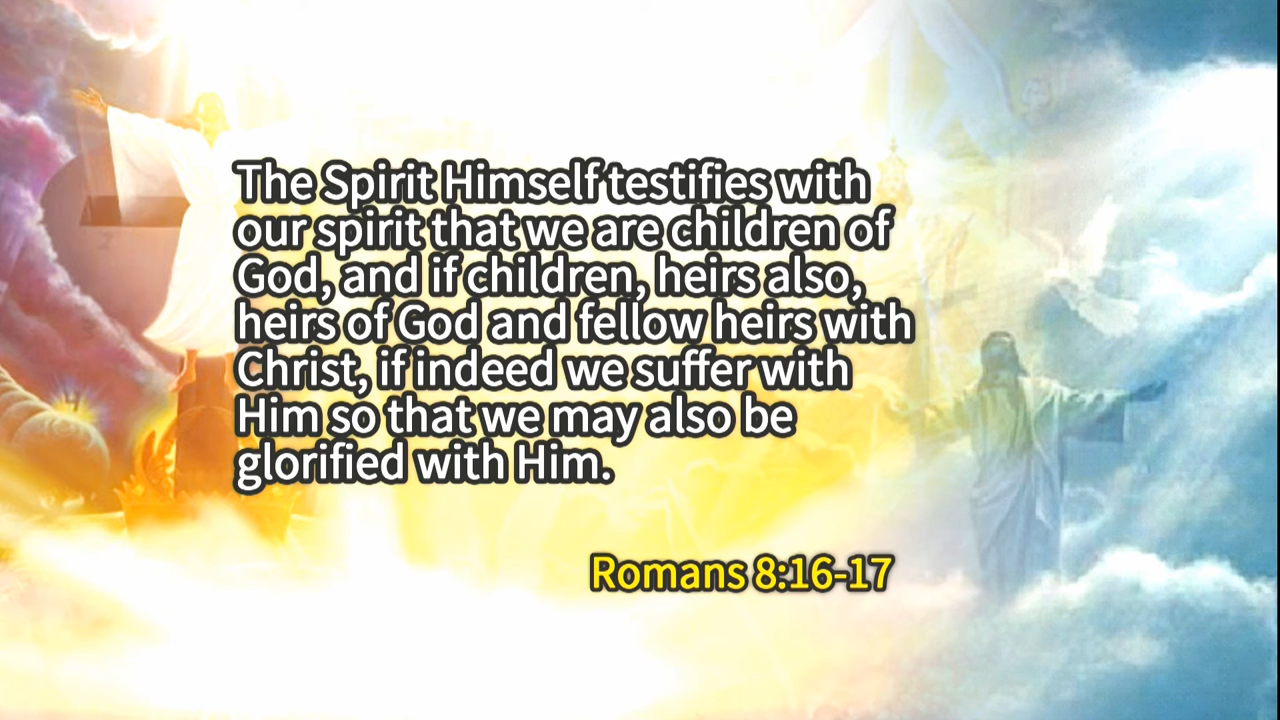 The Spirit Himself testifies with
our spirit that we are children of
God, and if children, heirs also,
heirs of God and fellow heirs with
Christ, if indeed we suffer with
Him so that we may also be
glorified with Him.
Romans 8:16-17